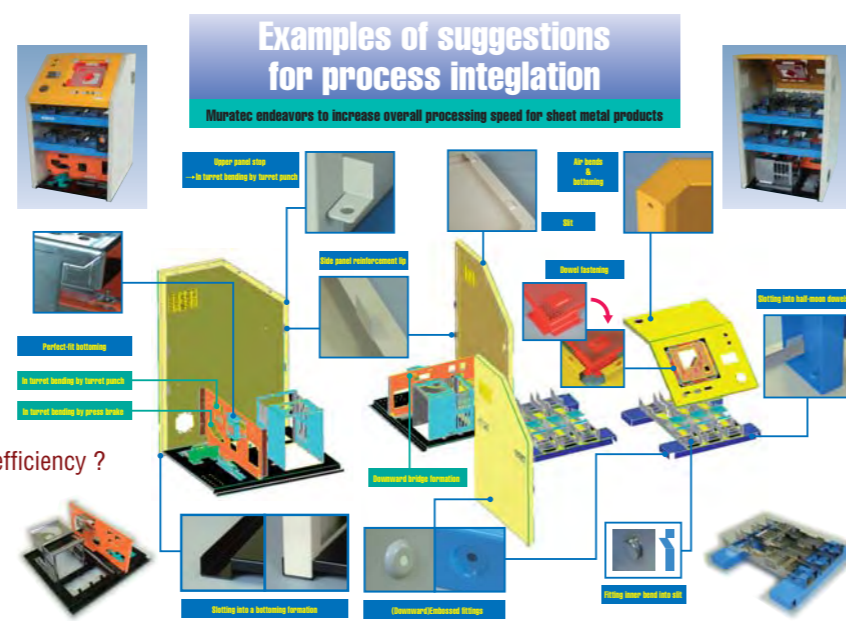 Examples of suggestions
for process integlation
Muratec endeavors to increase overall processing speed for sheet metal products
Upper panel stop
→In turret bending by turret punch
Air bends
&
bottoming
Slit
Side panel reinforcement lip
Dowel fastening
Slotting into half-moon dowels
Perfect-fit bottoming
In turret bending by turret punch
In turret bending by press brake
efficiency ?
Downward bridge formation
Slotting into a bottoming formation
(Downward)Embossed fittings
Fitting inner bend into slit